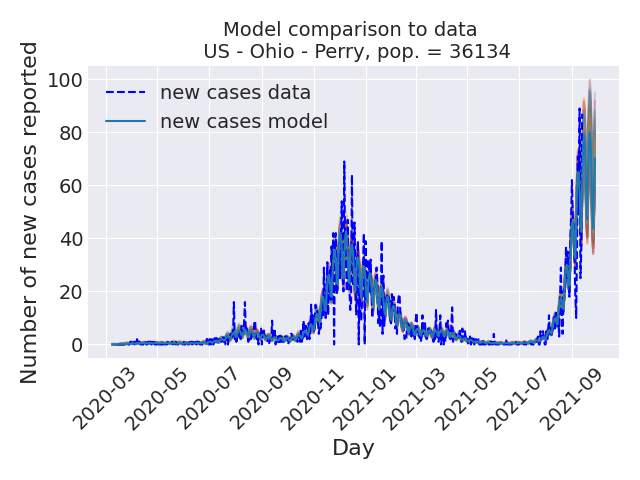 Model comparison to data
US - Ohio - Perry, pop. = 36134
Number of new cases reported
100
80
60
40
20
0
new cases data
new cases model
2020-03
2020-05
2020-07
2020-09
2020-11
2021-01
2021-03
2021-05
2021-07
2021-09
Day